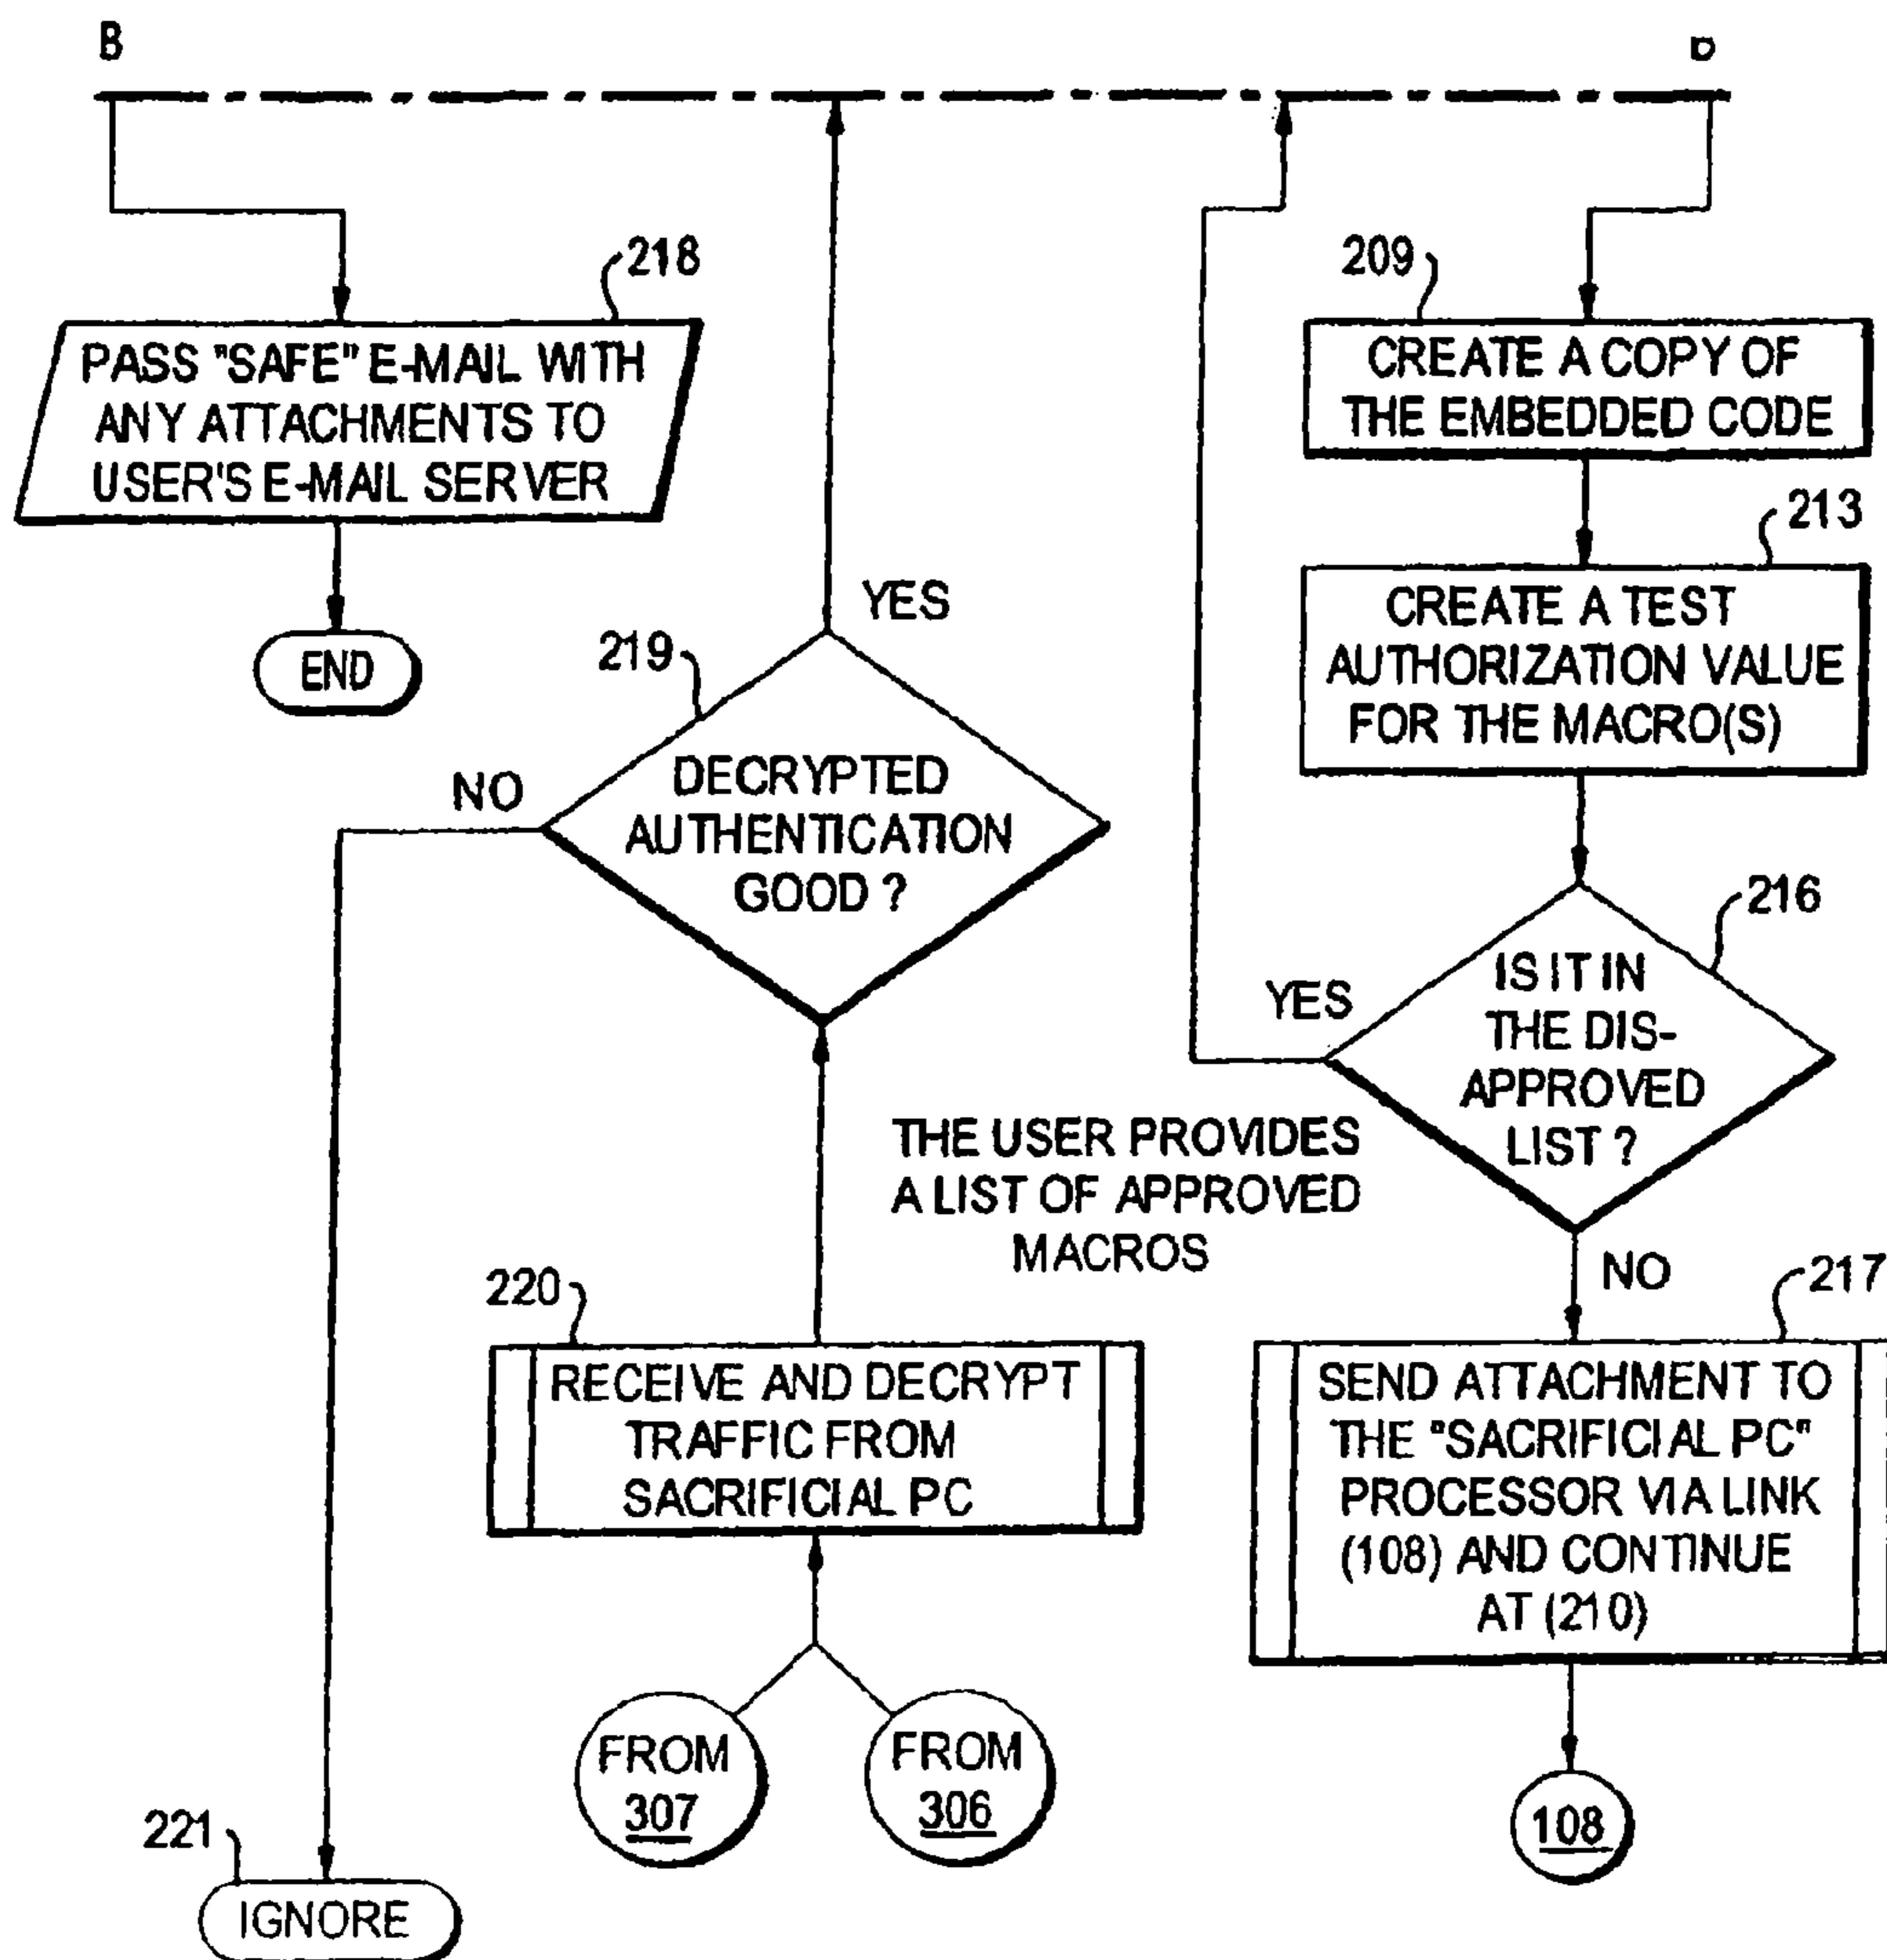 B
218
PASS "SAFE" E-MAIL WITH
ANY ATTACHMENTS TO
USER'S E-MAIL SERVER
END
209
CREATE A COPY OF
THE EMBEDDED CODE
213
CREATE A TEST
AUTHORIZATION VALUE
FOR THE MACRO(S)
YES
219
DECRYPTED
AUTHENTICATION
GOOD ?
NO
216
IS IT IN
THE DIS-
APPROVED
LIST ?
YES
NO
THE USER PROVIDES
A LIST OF APPROVED
MACROS
220
RECEIVE AND DECRYPT
TRAFFIC FROM
SACRIFICIAL PC
217
SEND ATTACHMENT TO
THE "SACRIFICIAL PC"
PROCESSOR VIA LINK
(108) AND CONTINUE
AT (210)
FROM
307
FROM
306
108
221
IGNORE